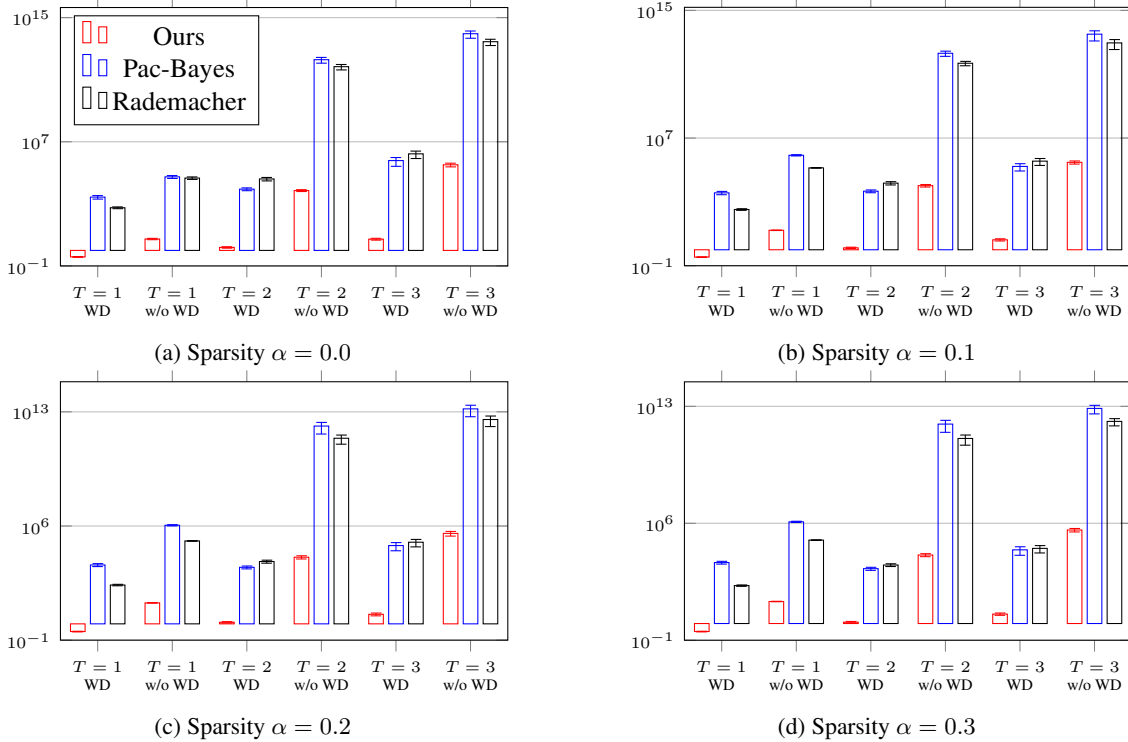 10^15
10^7
10^−1
Ours
Pac-Bayes
Rademacher
T = 1 T = 1 T = 2 T = 2 T = 3 T = 3
WD w/o WD WD w/o WD WD w/o WD
(a) Sparsity α = 0.0
10^15
10^7
10^−1
T = 1 T = 1 T = 2 T = 2 T = 3 T = 3
WD w/o WD WD w/o WD WD w/o WD
(b) Sparsity α = 0.1
10^13
10^6
10^−1
T = 1 T = 1 T = 2 T = 2 T = 3 T = 3
WD w/o WD WD w/o WD WD w/o WD
(c) Sparsity α = 0.2
10^13
10^6
10^−1
T = 1 T = 1 T = 2 T = 2 T = 3 T = 3
WD w/o WD WD w/o WD WD w/o WD
(d) Sparsity α = 0.3